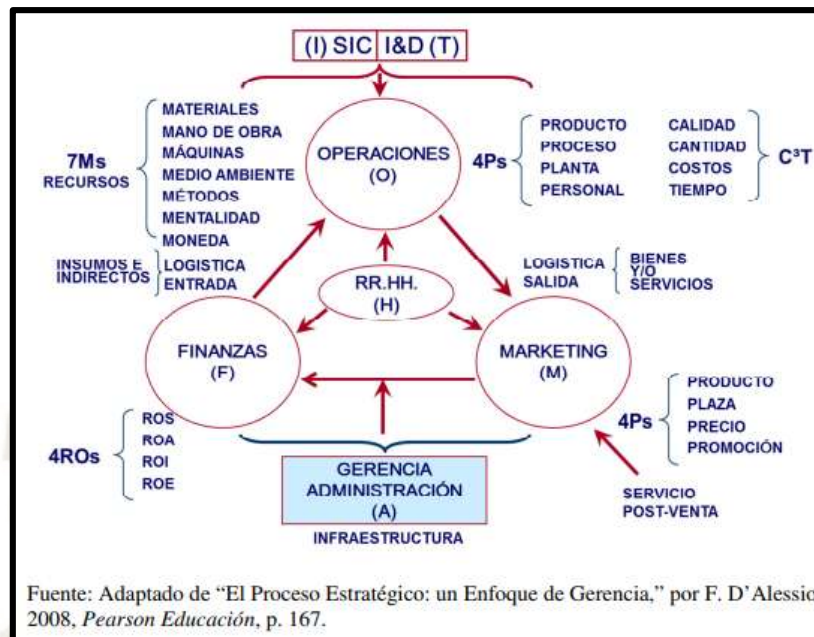 (I) SIC I&D (T)
MATERIALES
MANO DE OBRA
MÁQUINAS
MEDIO AMBIENTE
MÉTODOS
MENTALIDAD
MONEDA
7Ms
RECURSOS
OPERACIONES
(O)
4Ps
PRODUCTO
PROCESO
PLANTA
PERSONAL
CALIDAD
CANTIDAD
COSTOS
TIEMPO
C³T
INSUMOS E
INDIRECTOS
LOGISTICA
ENTRADA
RR.HH.
(H)
LOGISTICA
SALIDA
BIENES
Y/O
SERVICIOS
FINANZAS
(F)
MARKETING
(M)
4ROs
ROS
ROA
ROI
ROE
GERENCIA
ADMINISTRACIÓN
(A)
INFRAESTRUCTURA
4Ps
PRODUCTO
PLAZA
PRECIO
PROMOCIÓN
SERVICIO
POST-VENTA
Fuente: Adaptado de “El Proceso Estratégico: un Enfoque de Gerencia,” por F. D’Alessio
2008, Pearson Educación, p. 167.